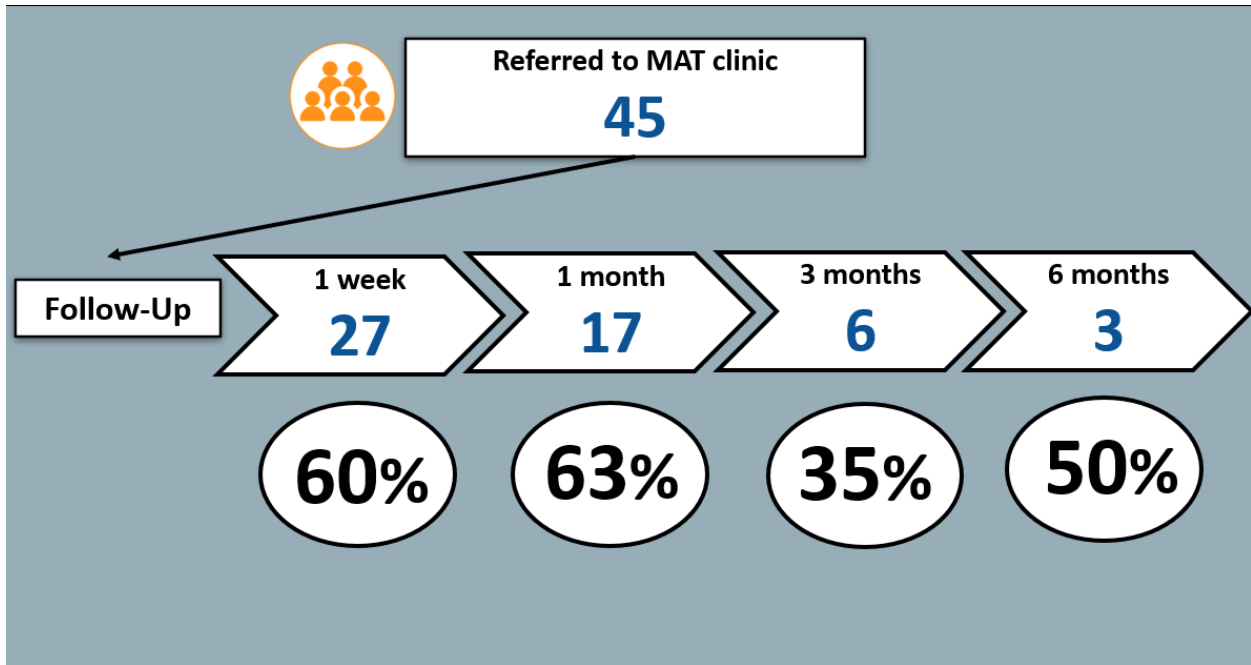 Referred to MAT clinic
45
Follow-Up
1 week
27
1 month
17
3 months
6
6 months
3
60%
63%
35%
50%